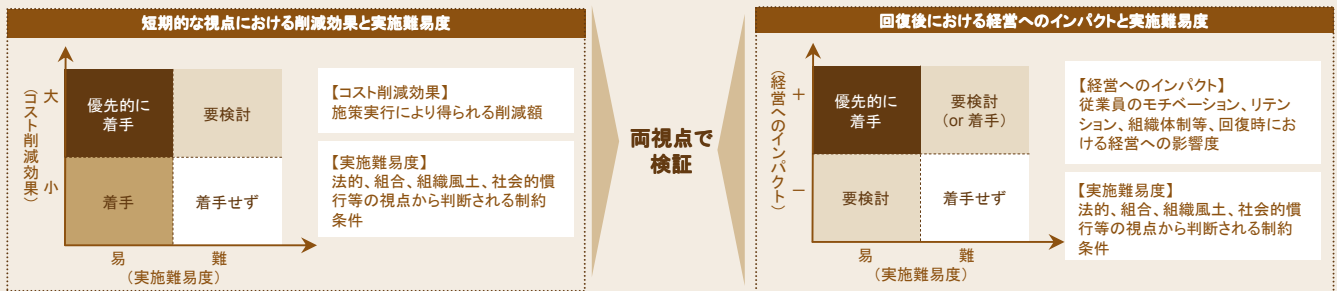 短期的な視点における削減効果と実施難易度
（コスト削減効果）
大
小
優先的に
着手
要検討
着手
着手せず
易
難
（実施難易度）
【コスト削減効果】
施策実行により得られる削減額
【実施難易度】
法的、組合、組織風土、社会的慣
行等の視点から判断される制約
条件
両視点で
検証
回復後における経営へのインパクトと実施難易度
（経営へのインパクト）
＋
－
優先的に
着手
要検討
（or 着手）
要検討
着手せず
易
難
（実施難易度）
【経営へのインパクト】
従業員のモチベーション、リテン
ション、組織体制等、回復時にお
ける経営への影響度
【実施難易度】
法的、組合、組織風土、社会的慣
行等の視点から判断される制約
条件